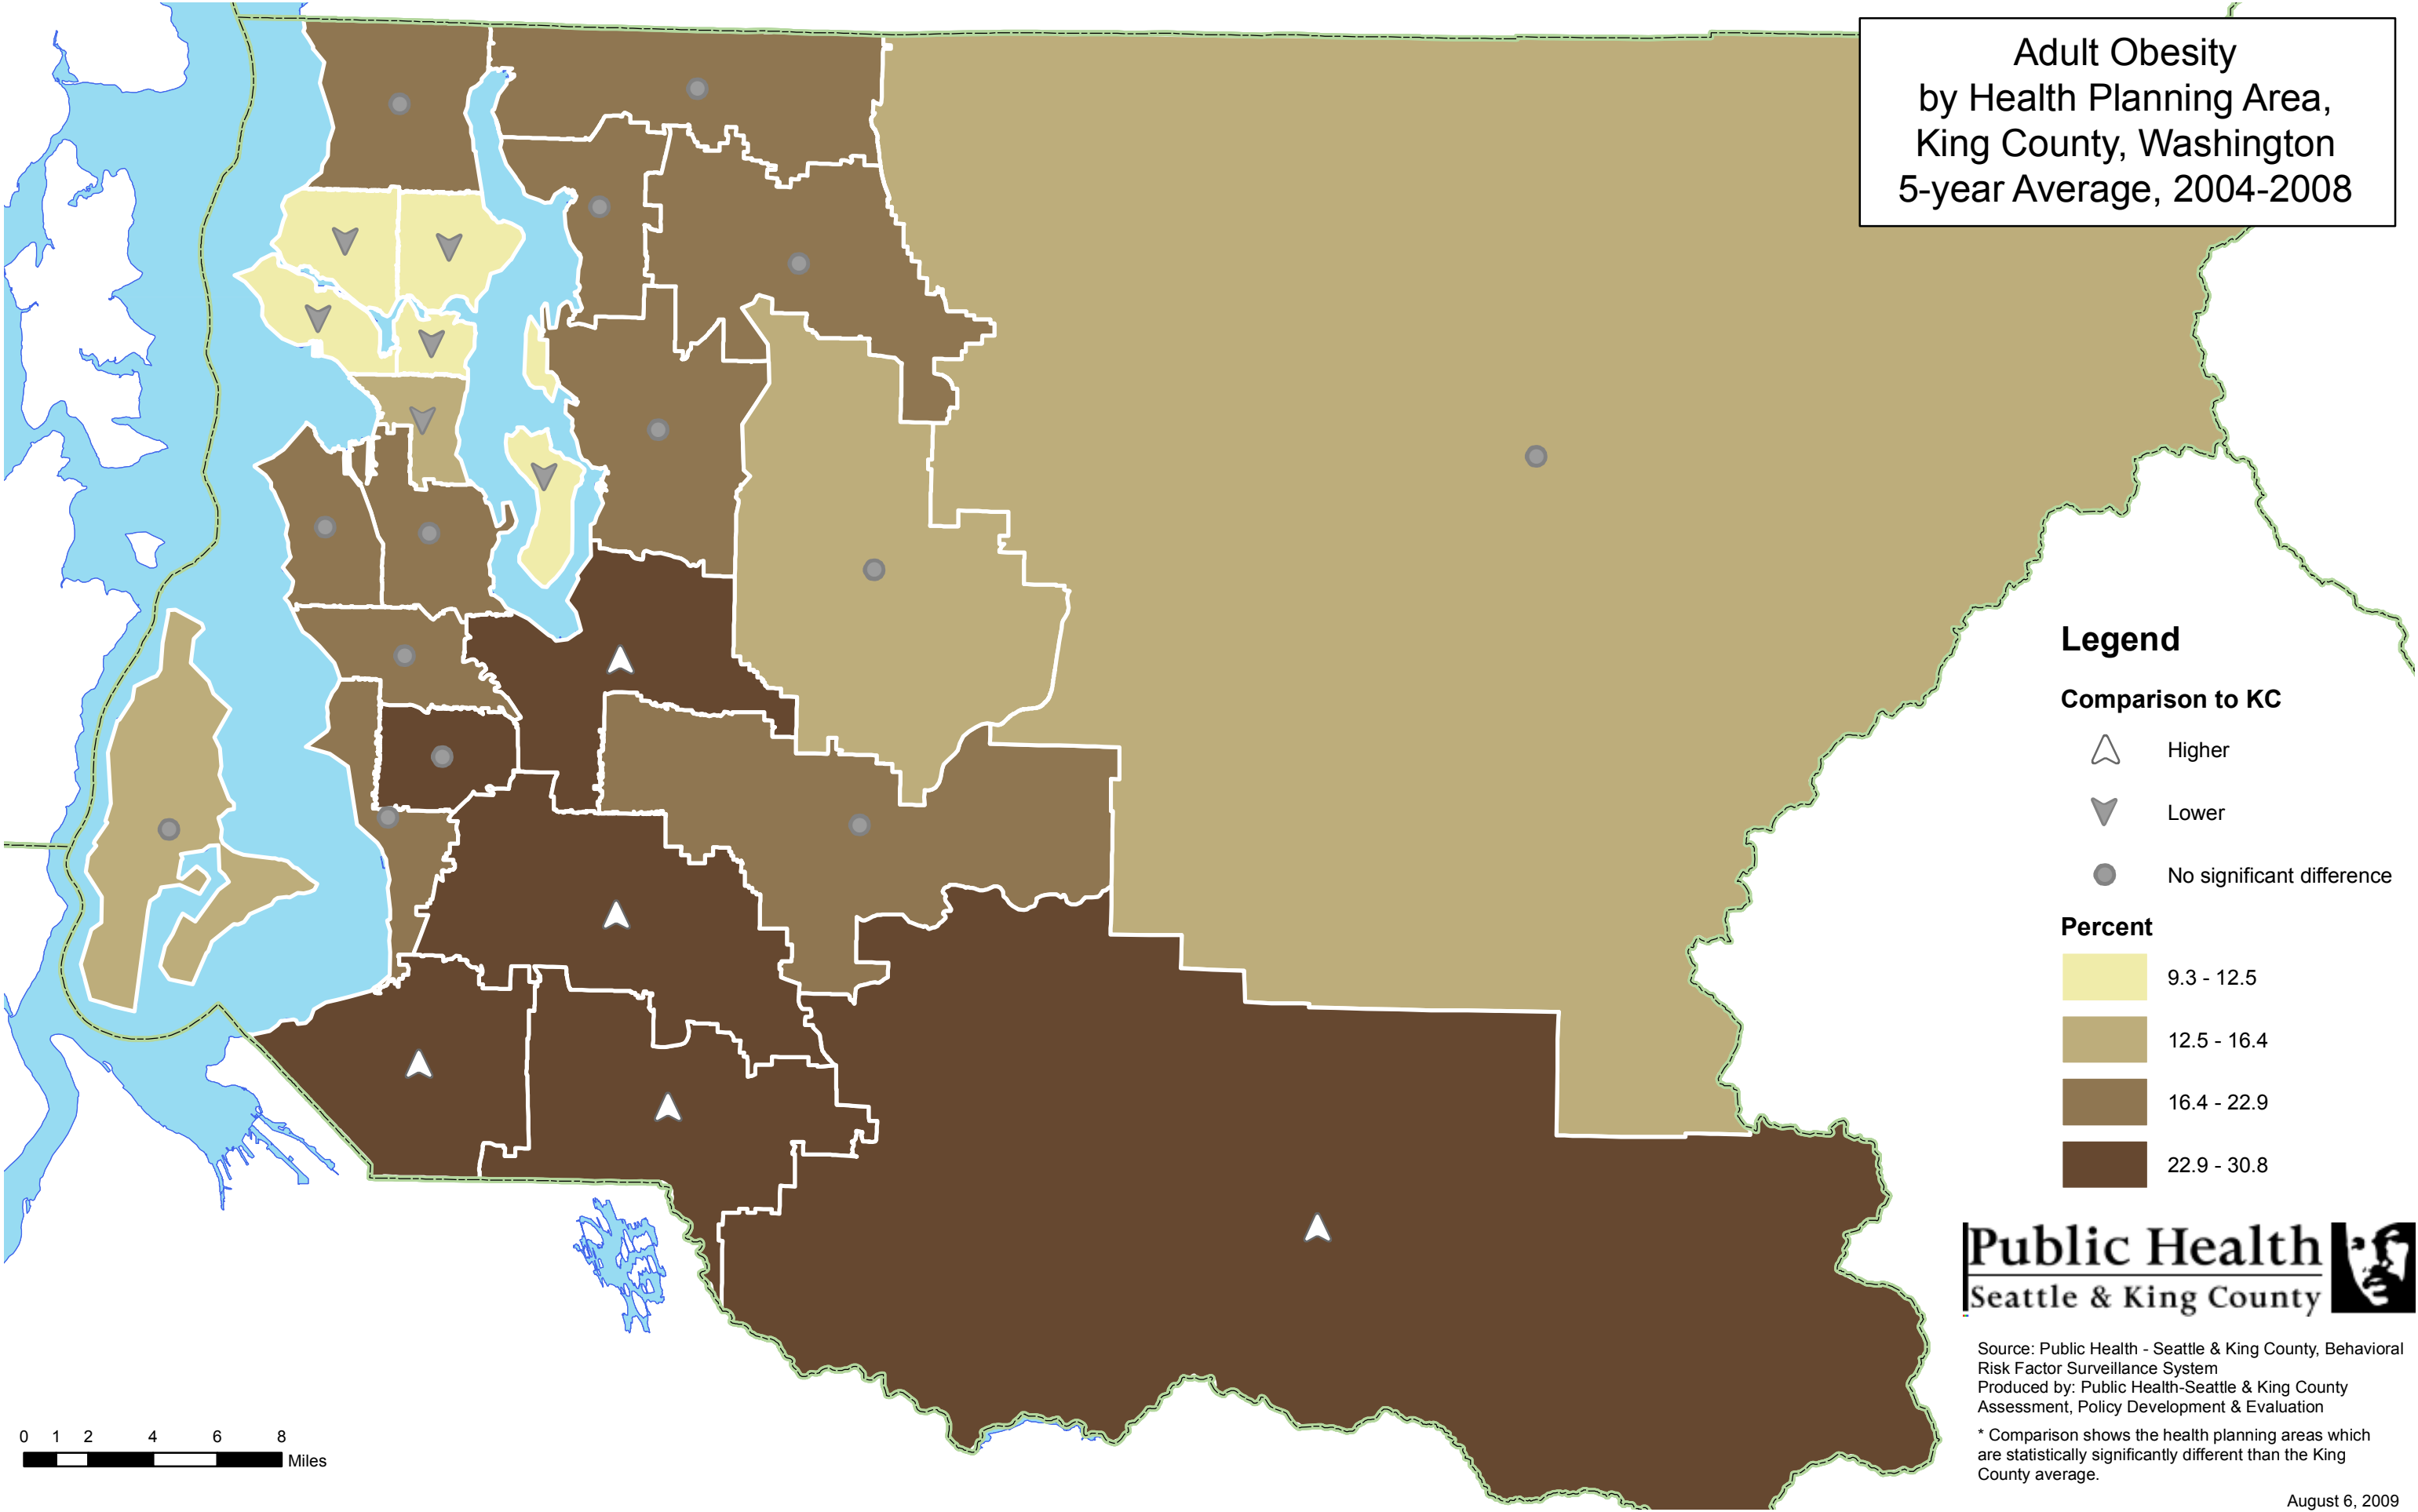 Adult Obesity
by Health Planning Area,
King County, Washington
5-year Average, 2004-2008
Legend
Comparison to KC
Higher
Lower
No significant difference
Percent
9.3 - 12.5
12.5 - 16.4
16.4 - 22.9
22.9 - 30.8
Public Health
Seattle & King County
Source: Public Health - Seattle & King County, Behavioral
Risk Factor Surveillance System
Produced by: Public Health-Seattle & King County
Assessment, Policy Development & Evaluation
* Comparison shows the health planning areas which
are statistically significantly different than the King
County average.
August 6, 2009
0 1 2 4 6 8
Miles